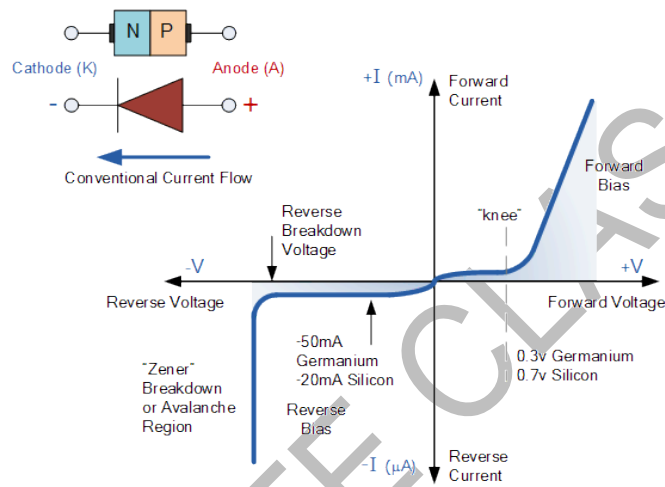 N P
Cathode (K)
Anode (A)
-
+
Conventional Current Flow
+I (mA)
Forward
Current
Forward
Bias
"knee"
Reverse
Breakdown
Voltage
-V
+V
Reverse Voltage
Forward Voltage
-50mA
Germanium
-20mA Silicon
0.3v Germanium
0.7v Silicon
"Zener"
Breakdown
or Avalanche
Region
Reverse
Bias
-I (µA)
Reverse
Current